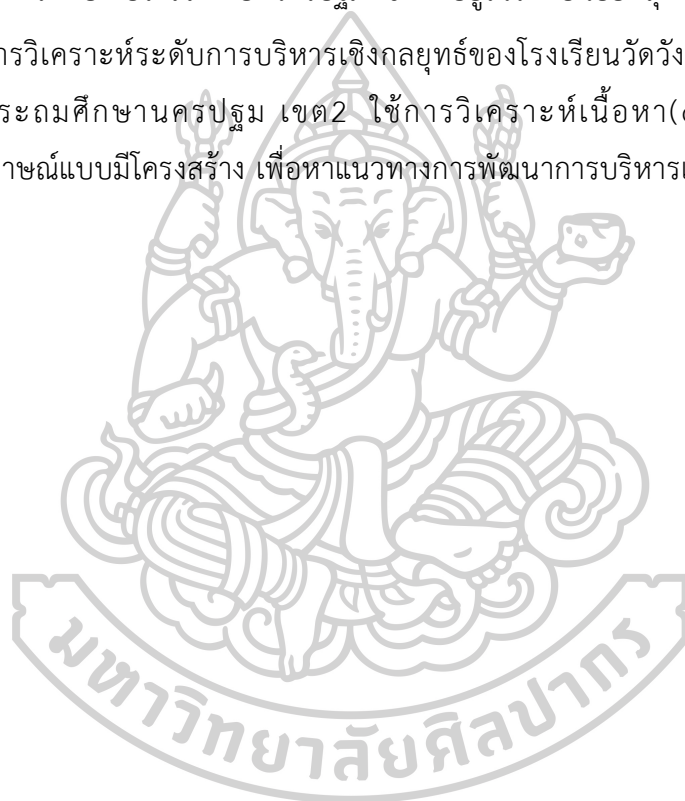 การวิเคราะห์ระดับการบริหารเชิงกลยุทธ์ของโรงเรียนวัดวัง
ระถมศึกษานครปฐม เขต2 ใช้การวิเคราะห์เนื้อหา(
าษณ์แบบมีโครงสร้าง เพื่อหาแนวทางการพัฒนาการบริหารเ
มหาวิทยาลัยศิลปากร